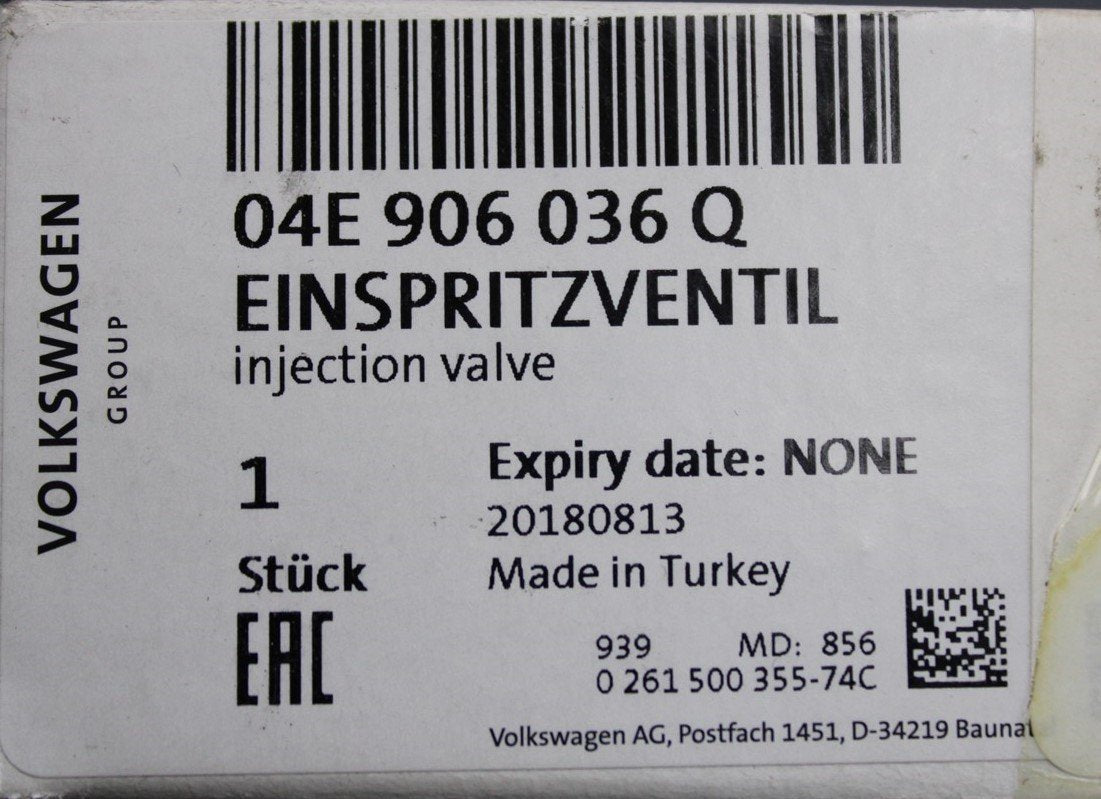 VOLKSWAGEN
GROUP
04E 906 036 Q
EINSPRITZVENTIL
injection valve
1
Stück
Expiry date: NONE
20180813
Made in Turkey
EAC
939 MD: 856
0 261 500 355-74C
Volkswagen AG, Postfach 1451, D-34219 Baunat